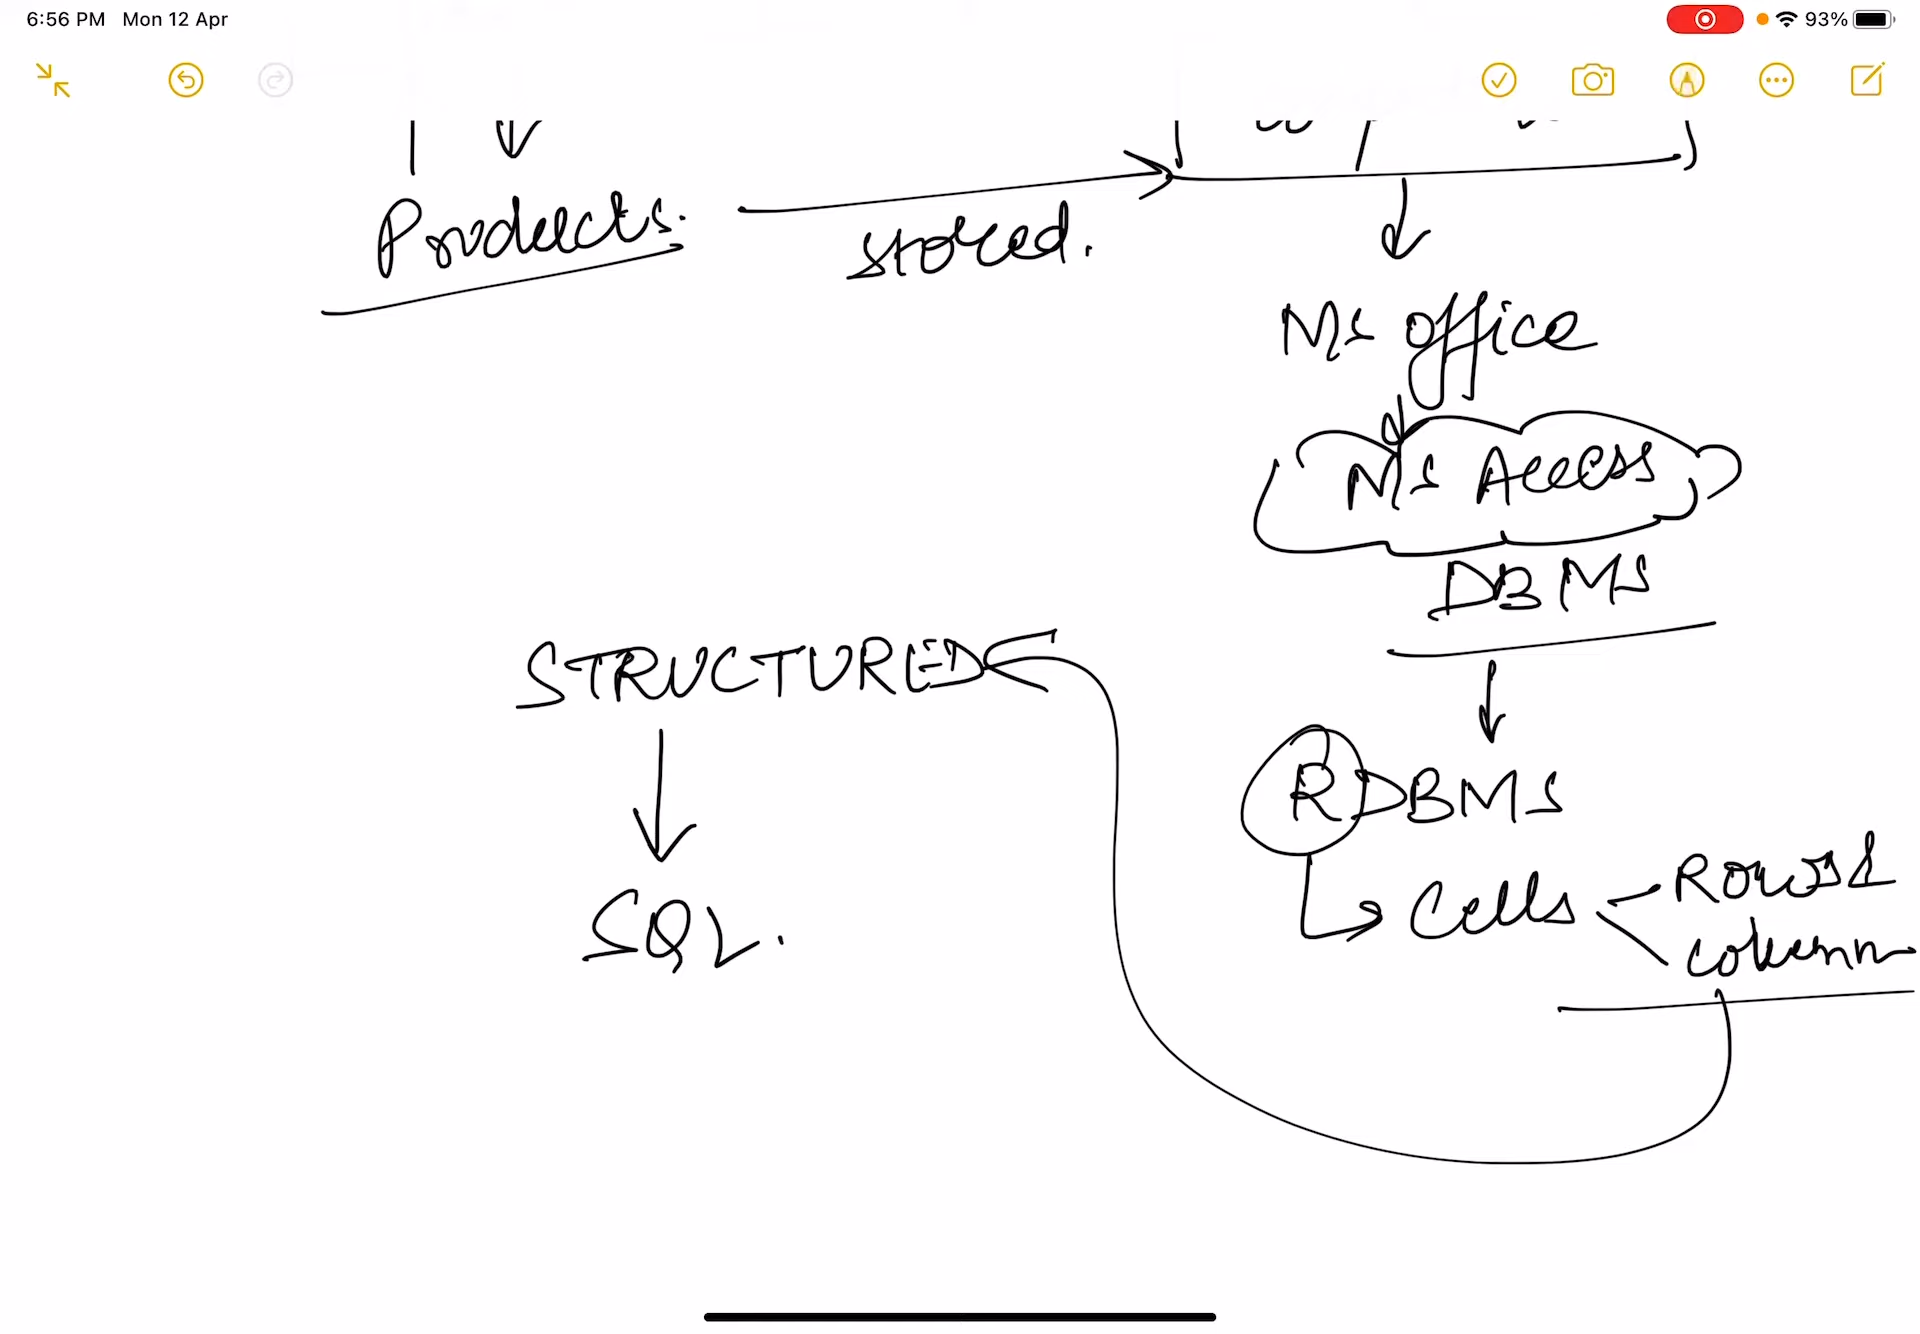 6:56 PM Mon 12 Apr
93%
Products.
stored.
Ms office
Ms Access
DBMS
STRUCTURED
RDBMS
Cells
Rows &
column
SQL.